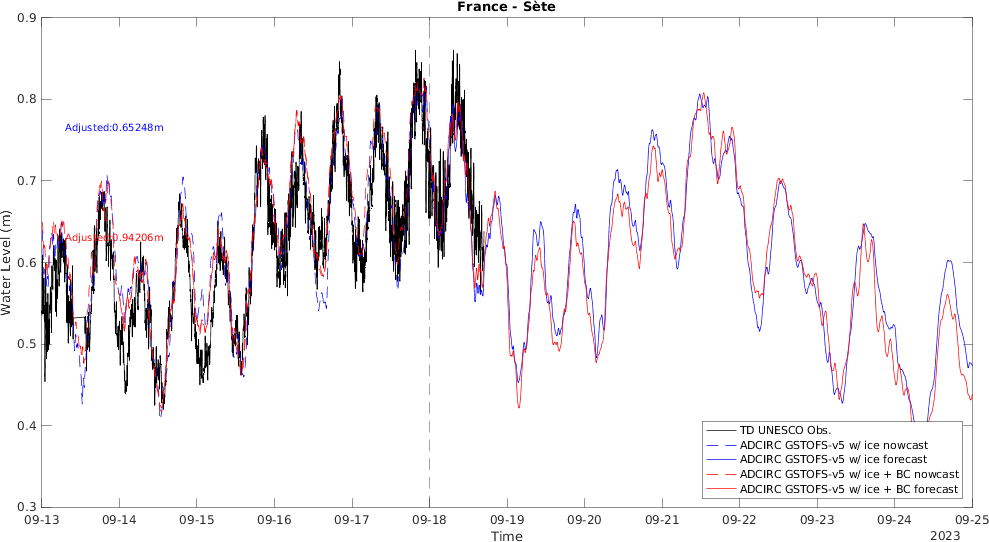 France - Sète
0.9
0.8
0.7
0.6
0.5
0.4
0.3
Water Level (m)
Adjusted:0.65248m
Adjusted:0.94206m
TD UNESCO Obs.
ADCIRC GSTOFS-v5 w/ ice nowcast
ADCIRC GSTOFS-v5 w/ ice forecast
ADCIRC GSTOFS-v5 w/ ice + BC nowcast
ADCIRC GSTOFS-v5 w/ ice + BC forecast
09-13 09-14 09-15 09-16 09-17 09-18 09-19 09-20 09-21 09-22 09-23 09-24 09-25
Time
2023